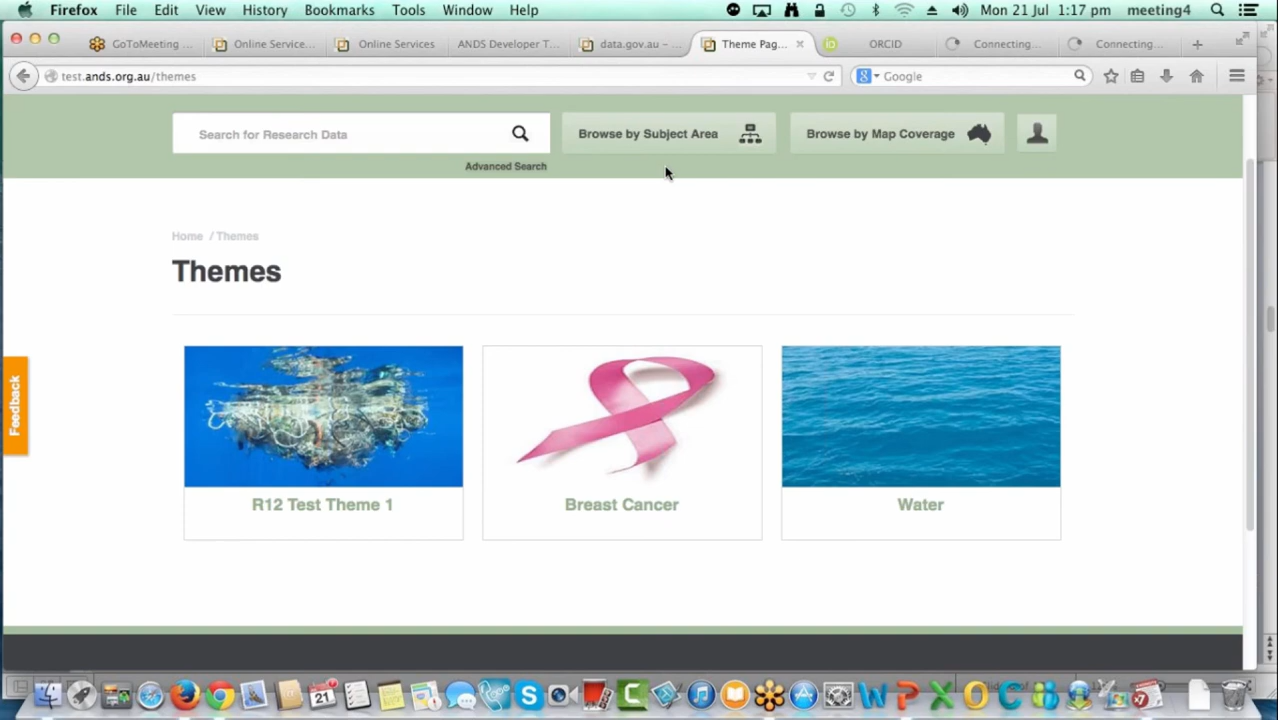 Firefox File Edit View History Bookmarks Tools Window Help Mon 21 Jul 1:17 pm meeting4
GoToMeeting ... Online Service... Online Services ANDS Developer T... data.gov.au – ... Theme Pag... iD ORCID Connecting... Connecting...
test.ands.org.au/themes Google
Search for Research Data Browse by Subject Area Browse by Map Coverage
Advanced Search
Home / Themes
Themes
Feedback
R12 Test Theme 1 Breast Cancer Water